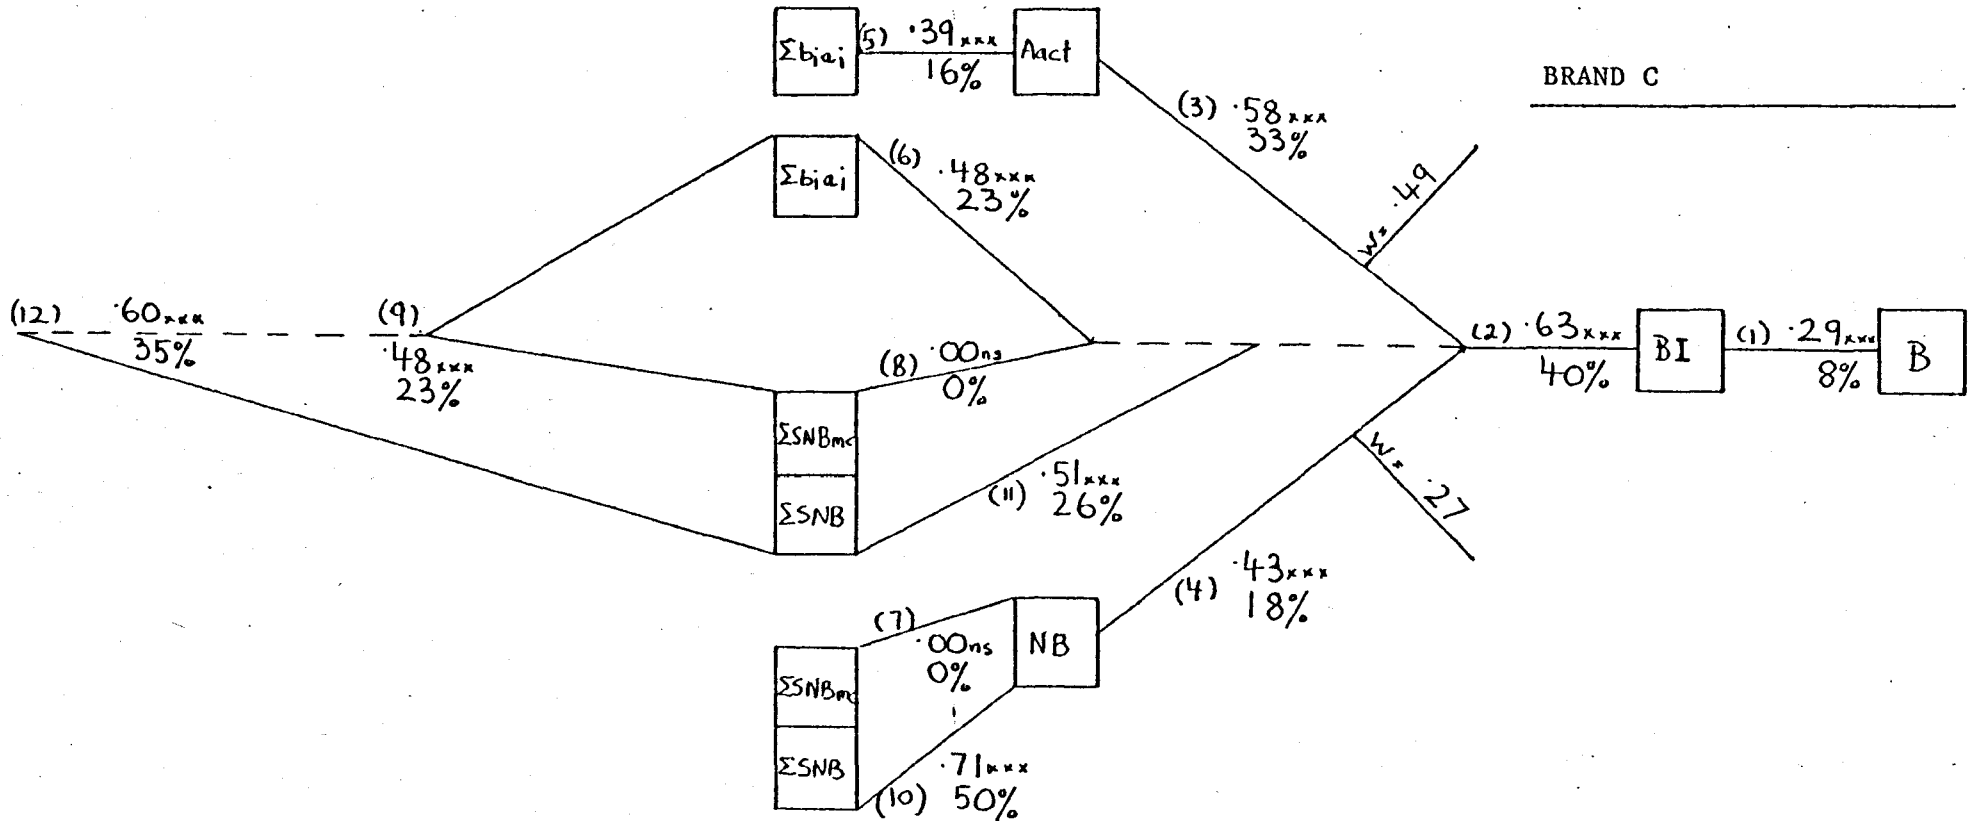 Σbiai
(5) ·39xxx
16%
Aact
BRAND C
(3) ·58xxx
33%
Σbiai
(6) ·48xxx
23%
W= ·49
(12) ·60xxx
35%
(9)
·48xxx
23%
(8) ·00ns
0%
(2) ·63xxx
40%
BI
(1) ·29xxx
8%
B
ΣSNBmc
ΣSNB
(11) ·51xxx
26%
W= ·27
(4) ·43xxx
18%
(7)
·00ns
0%
NB
ΣSNBmc
ΣSNB
(10) ·71xxx
50%